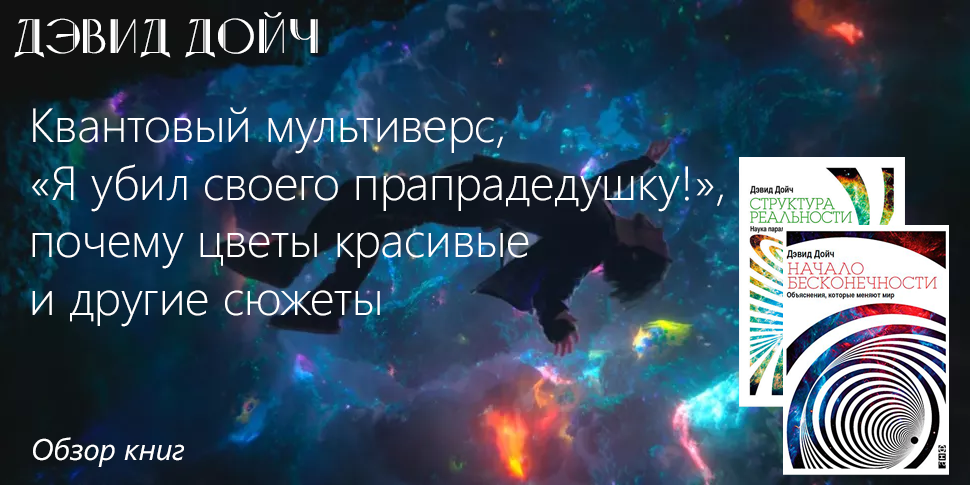 ДЭВИД ДОЙЧ
Квантовый мультиверс,
«Я убил своего прапрадедушку!»,
почему цветы красивые
и другие сюжеты
Обзор книг
Дэвид Дойч
СТРУКТУРА
РЕАЛЬНОСТИ
Наука
Дэвид Дойч
НАЧАЛО
БЕСКОНЕЧНОСТИ
Объяснения, которые меняют мир